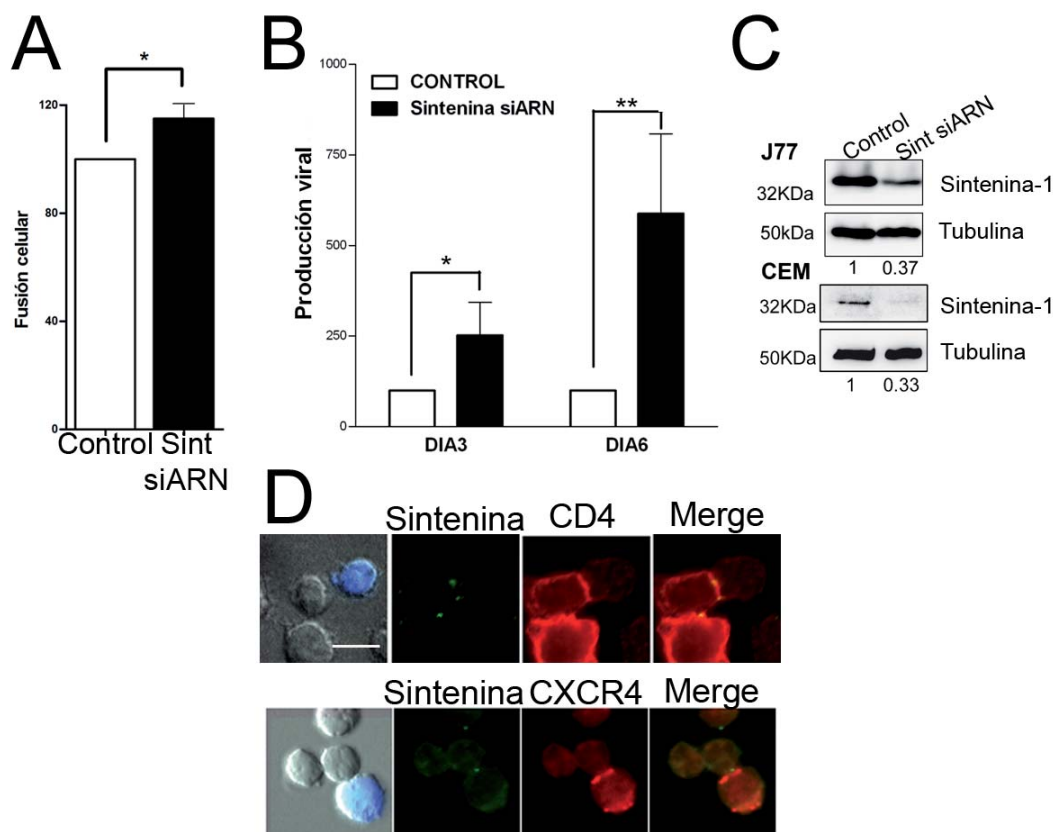 A
*
120
80
40
0
Fusión celular
Control Sint
siARN
B
1000
750
500
250
0
Producción viral
CONTROL
Sintenina siARN
*
**
DIA3 DIA6
C
Control Sint siARN
J77
32KDa Sintenina-1
50kDa Tubulina
1 0.37
CEM
32KDa Sintenina-1
50KDa Tubulina
1 0.33
D
Sintenina CD4 Merge
Sintenina CXCR4 Merge